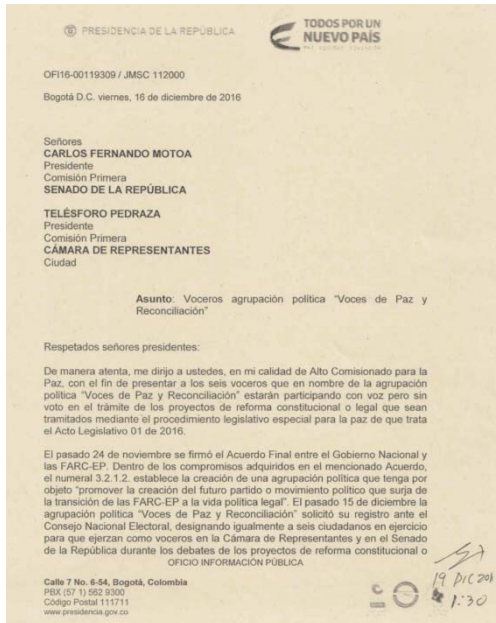 PRESIDENCIA DE LA REPÚBLICA
TODOS POR UN
NUEVO PAÍS
PAZ EQUIDAD EDUCACIÓN
OFI16-00119309 / JMSC 112000
Bogotá D.C. viernes, 16 de diciembre de 2016
Señores
CARLOS FERNANDO MOTOA
Presidente
Comisión Primera
SENADO DE LA REPÚBLICA
TELÉSFORO PEDRAZA
Presidente
Comisión Primera
CÁMARA DE REPRESENTANTES
Ciudad
Asunto: Voceros agrupación política “Voces de Paz y
Reconciliación”
Respetados señores presidentes:
De manera atenta, me dirijo a ustedes, en mi calidad de Alto Comisionado para la
Paz, con el fin de presentar a los seis voceros que en nombre de la agrupación
política “Voces de Paz y Reconciliación” estarán participando con voz pero sin
voto en el trámite de los proyectos de reforma constitucional o legal que sean
tramitados mediante el procedimiento legislativo especial para la paz de que trata
el Acto Legislativo 01 de 2016.
El pasado 24 de noviembre se firmó el Acuerdo Final entre el Gobierno Nacional y
las FARC-EP. Dentro de los compromisos adquiridos en el mencionado Acuerdo,
el numeral 3.2.1.2. establece la creación de una agrupación política que tenga por
objeto “promover la creación del futuro partido o movimiento político que surja de
la transición de las FARC-EP a la vida política legal”. El pasado 15 de diciembre la
agrupación política “Voces de Paz y Reconciliación” solicitó su registro ante el
Consejo Nacional Electoral, designando igualmente a seis ciudadanos en ejercicio
para que ejerzan como voceros en la Cámara de Representantes y en el Senado
de la República durante los debates de los proyectos de reforma constitucional o
OFICIO INFORMACIÓN PÚBLICA
Calle 7 No. 6-54, Bogotá, Colombia
PBX (57 1) 562 9300
Código Postal 111711
www.presidencia.gov.co
19 DIC 201
1:30